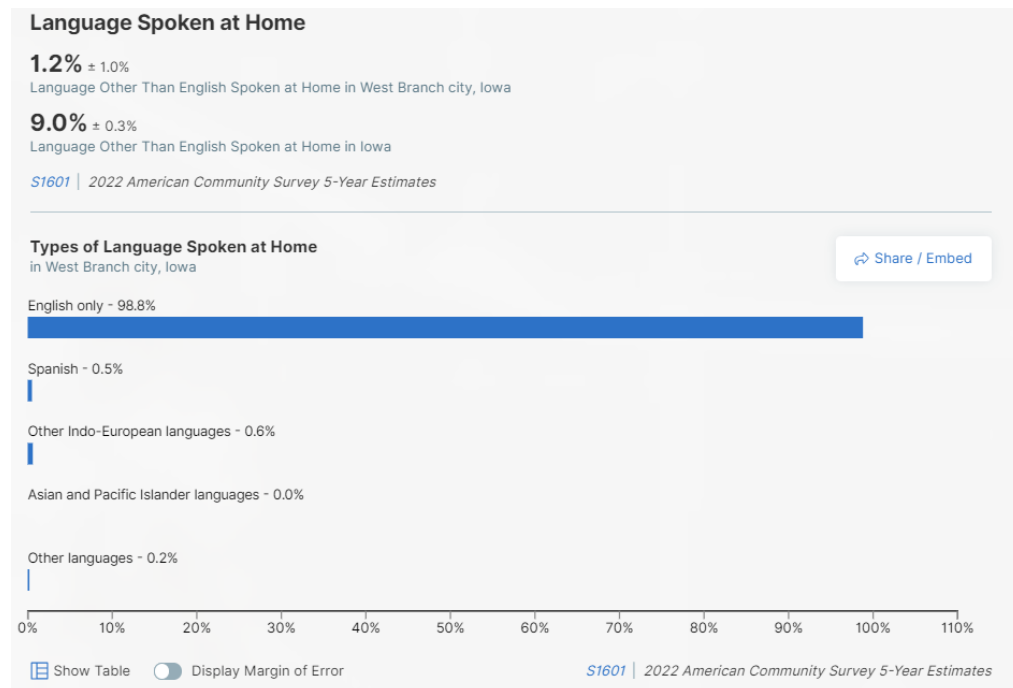 Language Spoken at Home
1.2% ± 1.0%
Language Other Than English Spoken at Home in West Branch city, Iowa
9.0% ± 0.3%
Language Other Than English Spoken at Home in Iowa
S1601 | 2022 American Community Survey 5-Year Estimates
Types of Language Spoken at Home
in West Branch city, Iowa
Share / Embed
English only - 98.8%
Spanish - 0.5%
Other Indo-European languages - 0.6%
Asian and Pacific Islander languages - 0.0%
Other languages - 0.2%
0% 10% 20% 30% 40% 50% 60% 70% 80% 90% 100% 110%
Show Table Display Margin of Error S1601 | 2022 American Community Survey 5-Year Estimates